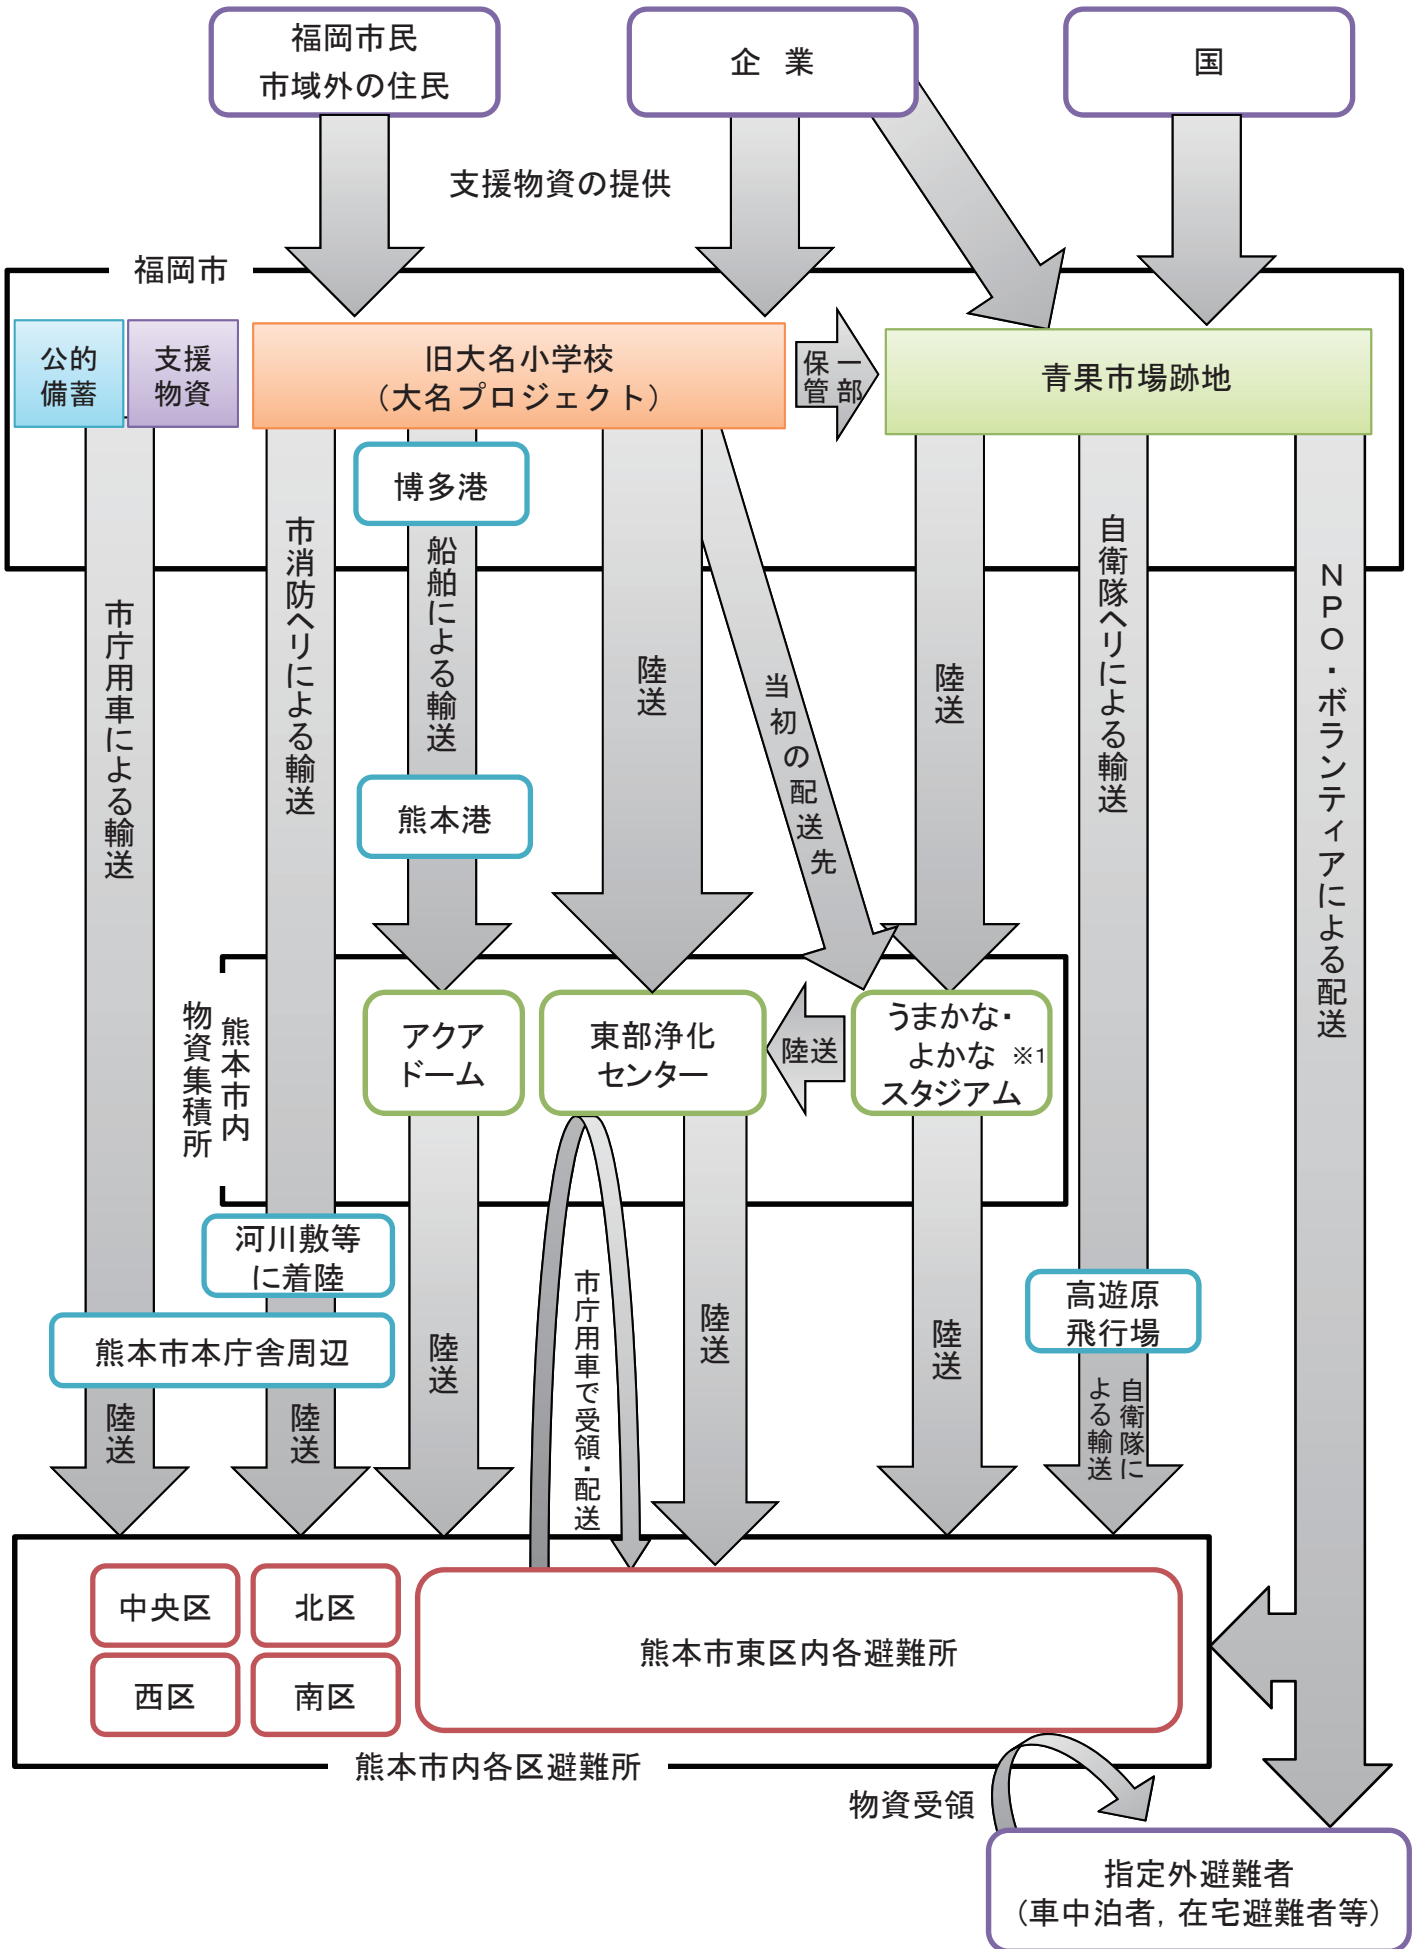 福岡市民
市域外の住民
企　業
国
支援物資の提供
福岡市
公的
備蓄
支援
物資
旧大名小学校
（大名プロジェクト）
一部
保管
青果市場跡地
博多港
市庁用車による輸送
市消防ヘリによる輸送
船舶による輸送
陸送
当初の配送先
陸送
自衛隊ヘリによる輸送
ＮＰＯ・ボランティアによる配送
熊本港
熊本市内
物資集積所
アクア
ドーム
東部浄化
センター
陸送
うまかな・
よかな ※1
スタジアム
河川敷等
に着陸
熊本市本庁舎周辺
陸送
陸送
陸送
市庁用車で受領・配送
陸送
陸送
高遊原
飛行場
自衛隊に
よる輸送
中央区
北区
西区
南区
熊本市東区内各避難所
熊本市内各区避難所
物資受領
指定外避難者
（車中泊者，在宅避難者等）